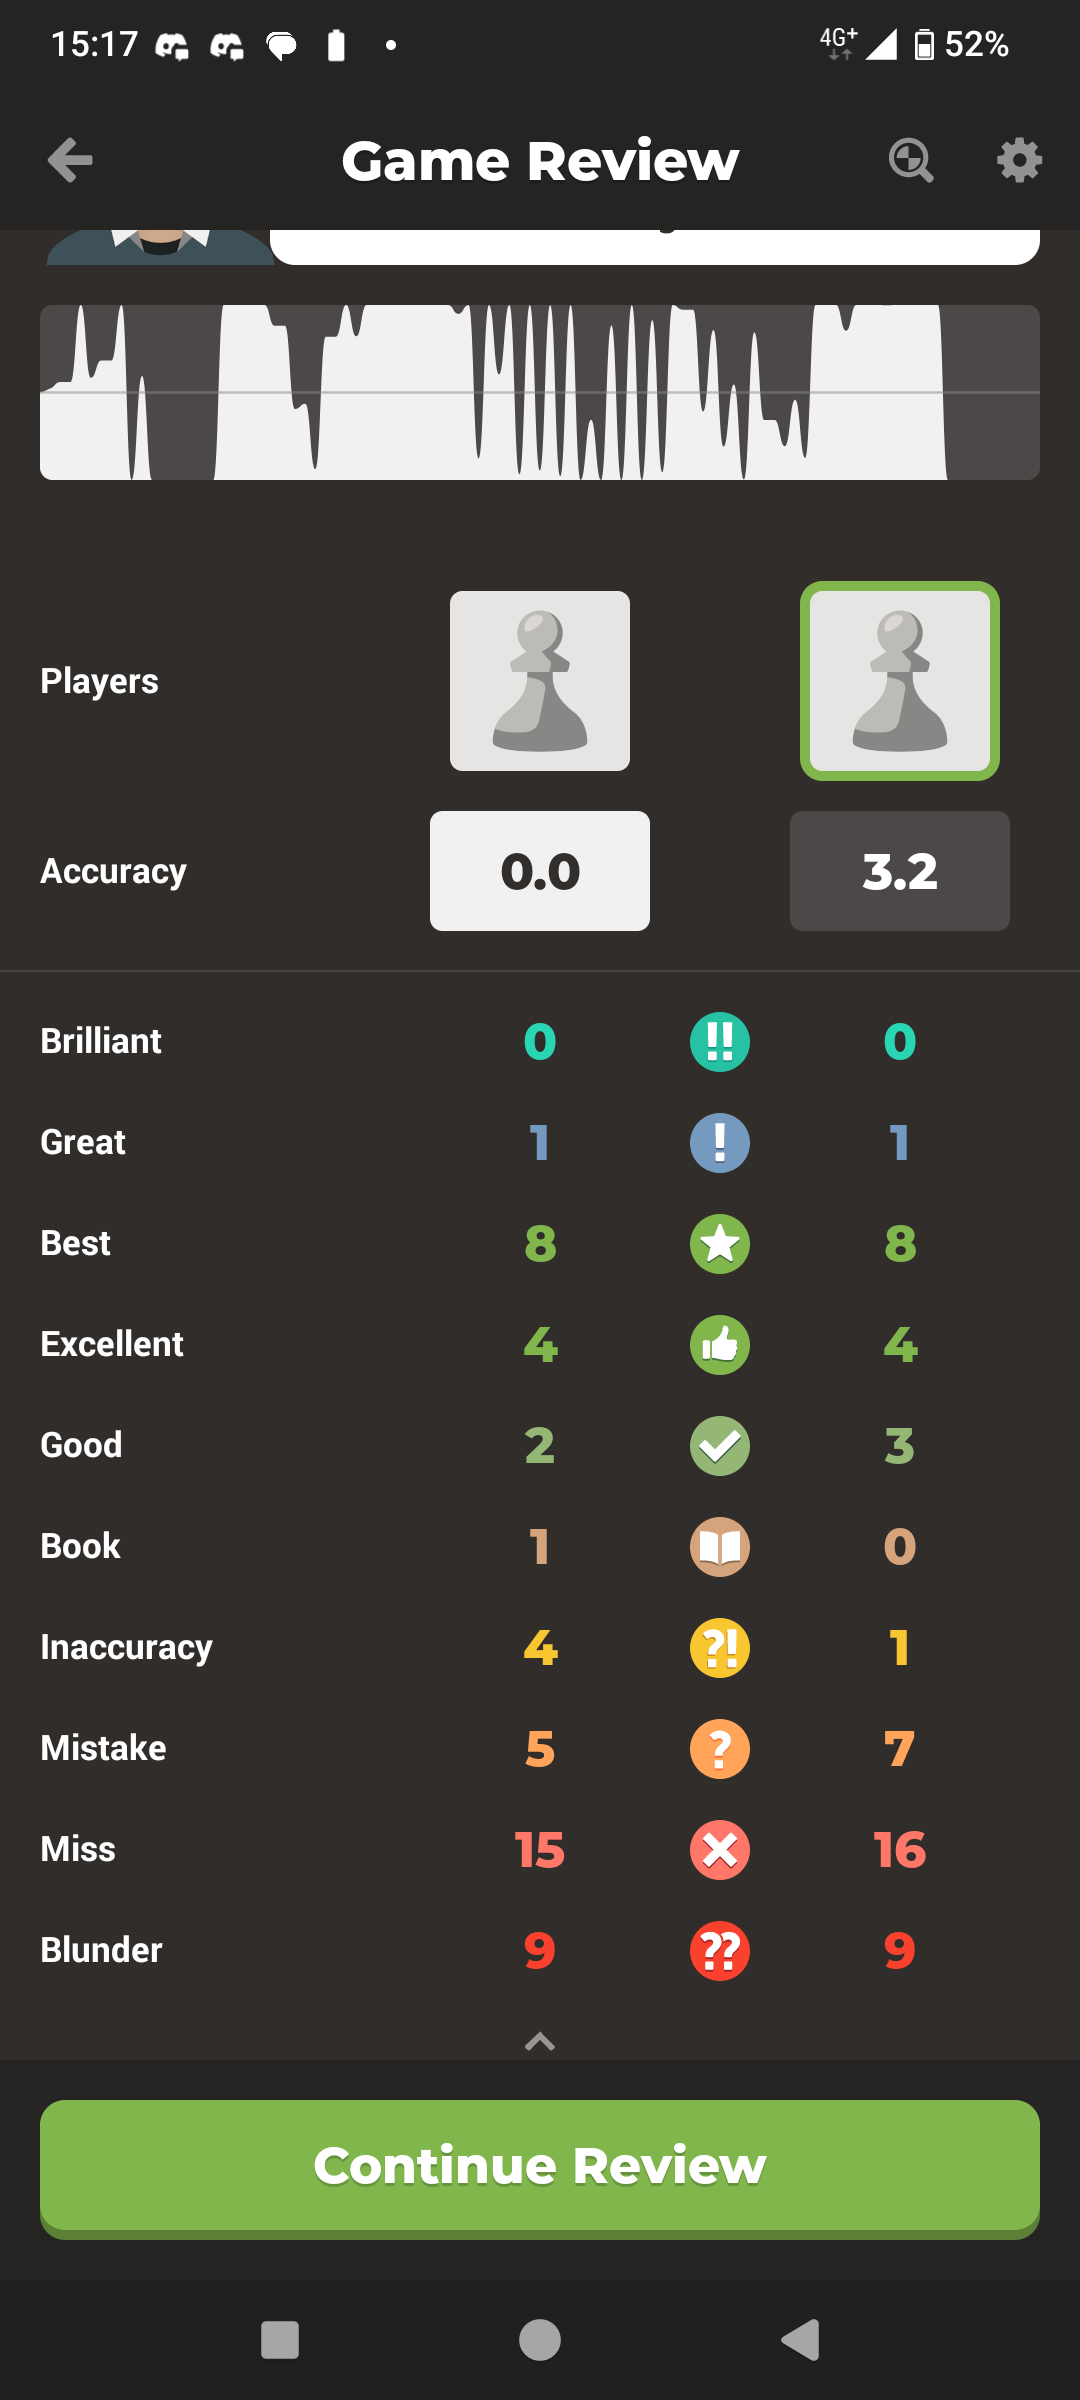 15:17 4G+ 52%
Game Review
Players
Accuracy 0.0 3.2
Brilliant 0 !! 0
Great 1 ! 1
Best 8 8
Excellent 4 4
Good 2 3
Book 1 0
Inaccuracy 4 ?! 1
Mistake 5 ? 7
Miss 15 16
Blunder 9 ?? 9
Continue Review